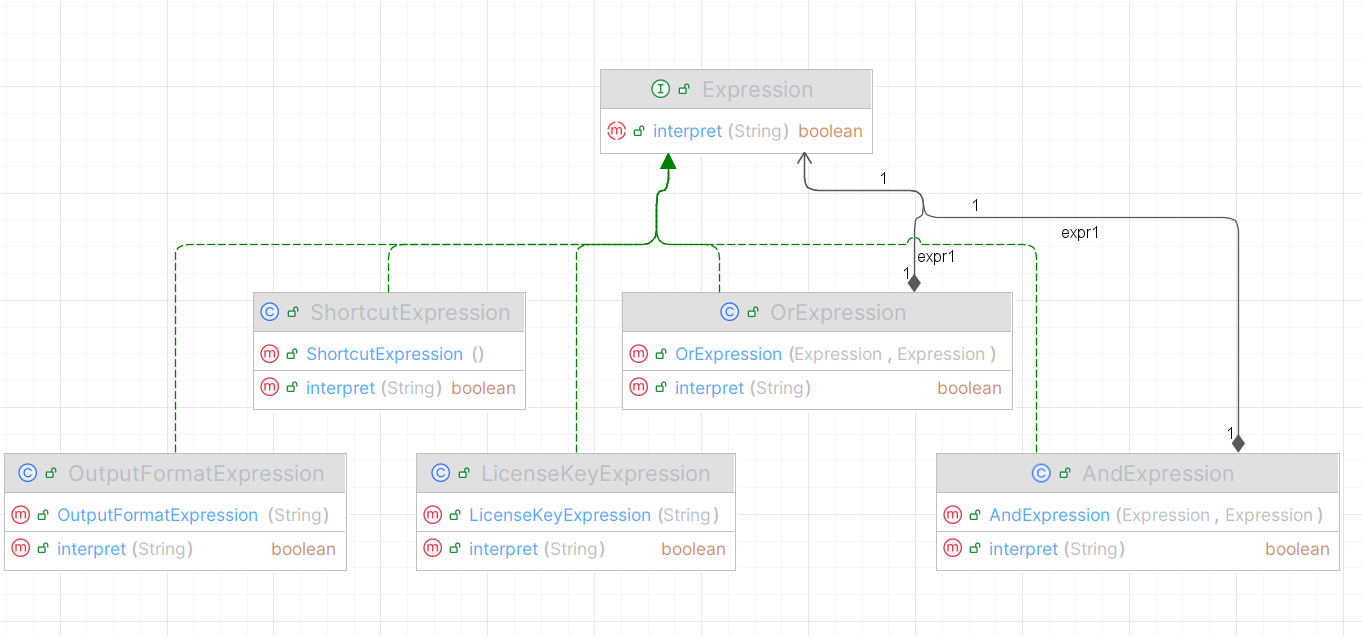 Expression
interpret (String) boolean
1
1
expr1
expr1
1
ShortcutExpression
ShortcutExpression ()
interpret (String) boolean
OrExpression
OrExpression (Expression , Expression )
interpret (String) boolean
1
OutputFormatExpression
OutputFormatExpression (String)
interpret (String) boolean
LicenseKeyExpression
LicenseKeyExpression (String)
interpret (String) boolean
AndExpression
AndExpression (Expression , Expression )
interpret (String) boolean